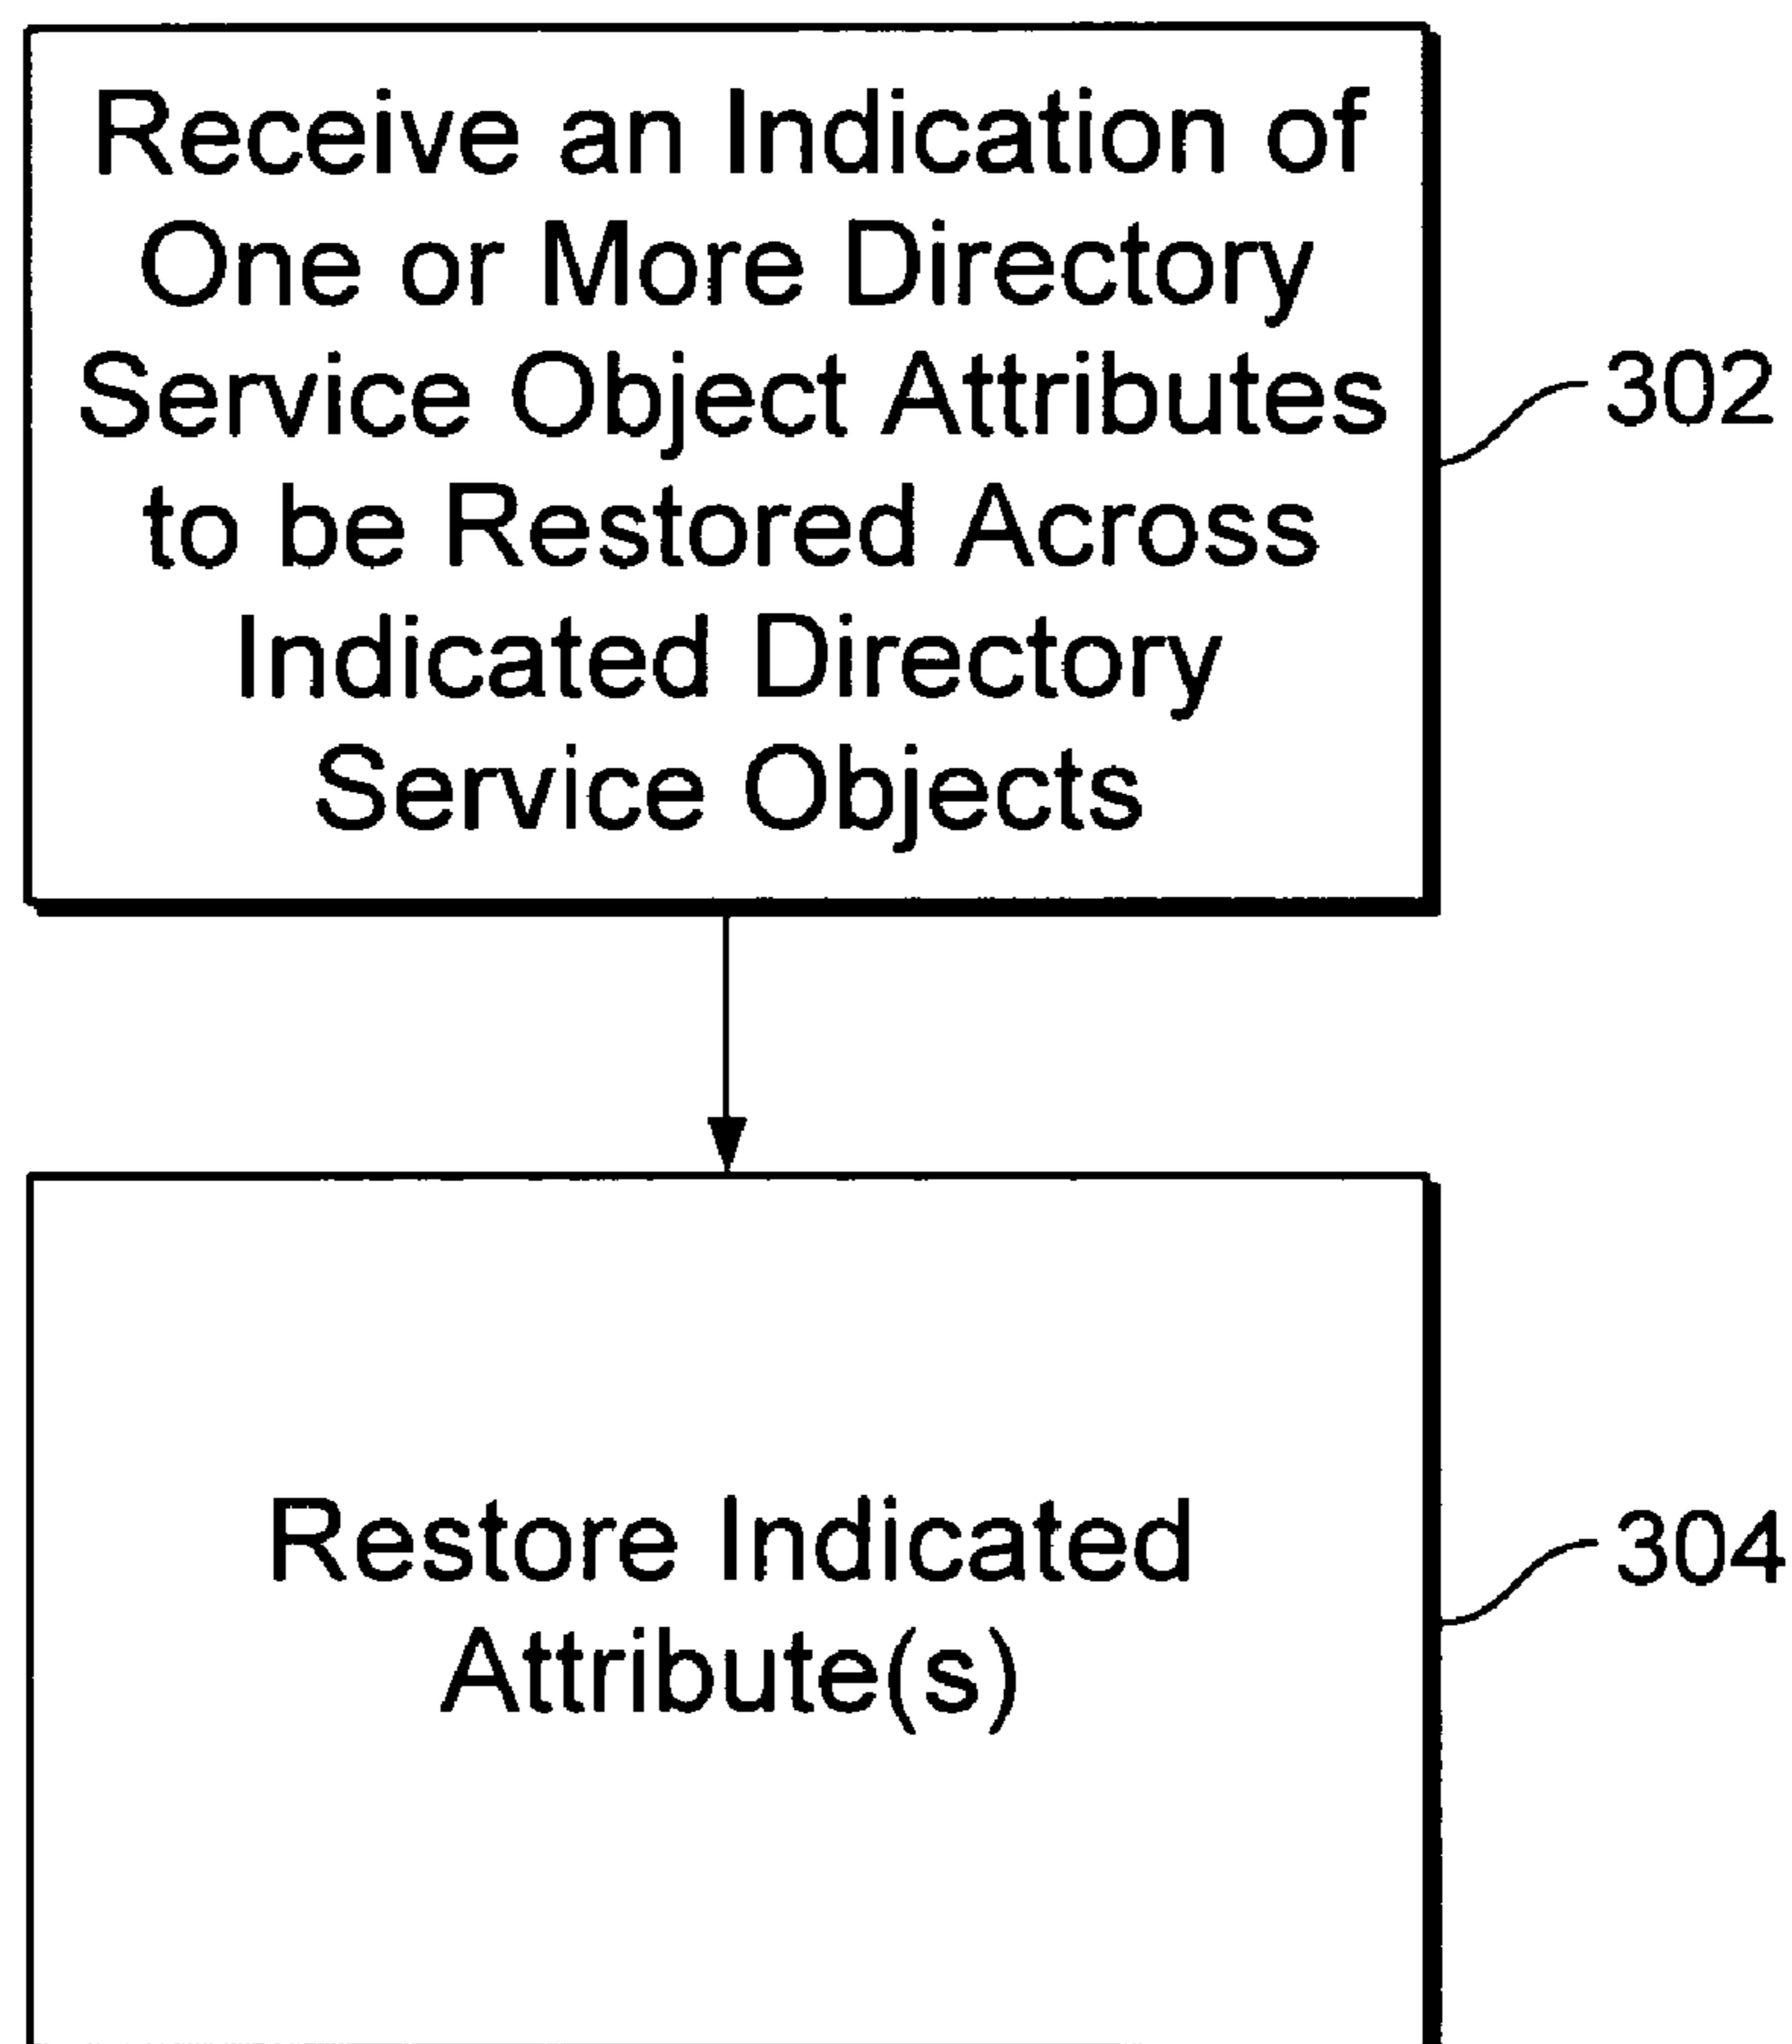 Receive an Indication of
One or More Directory
Service Object Attributes
to be Restored Across
Indicated Directory
Service Objects
302
Restore Indicated
Attribute(s)
304